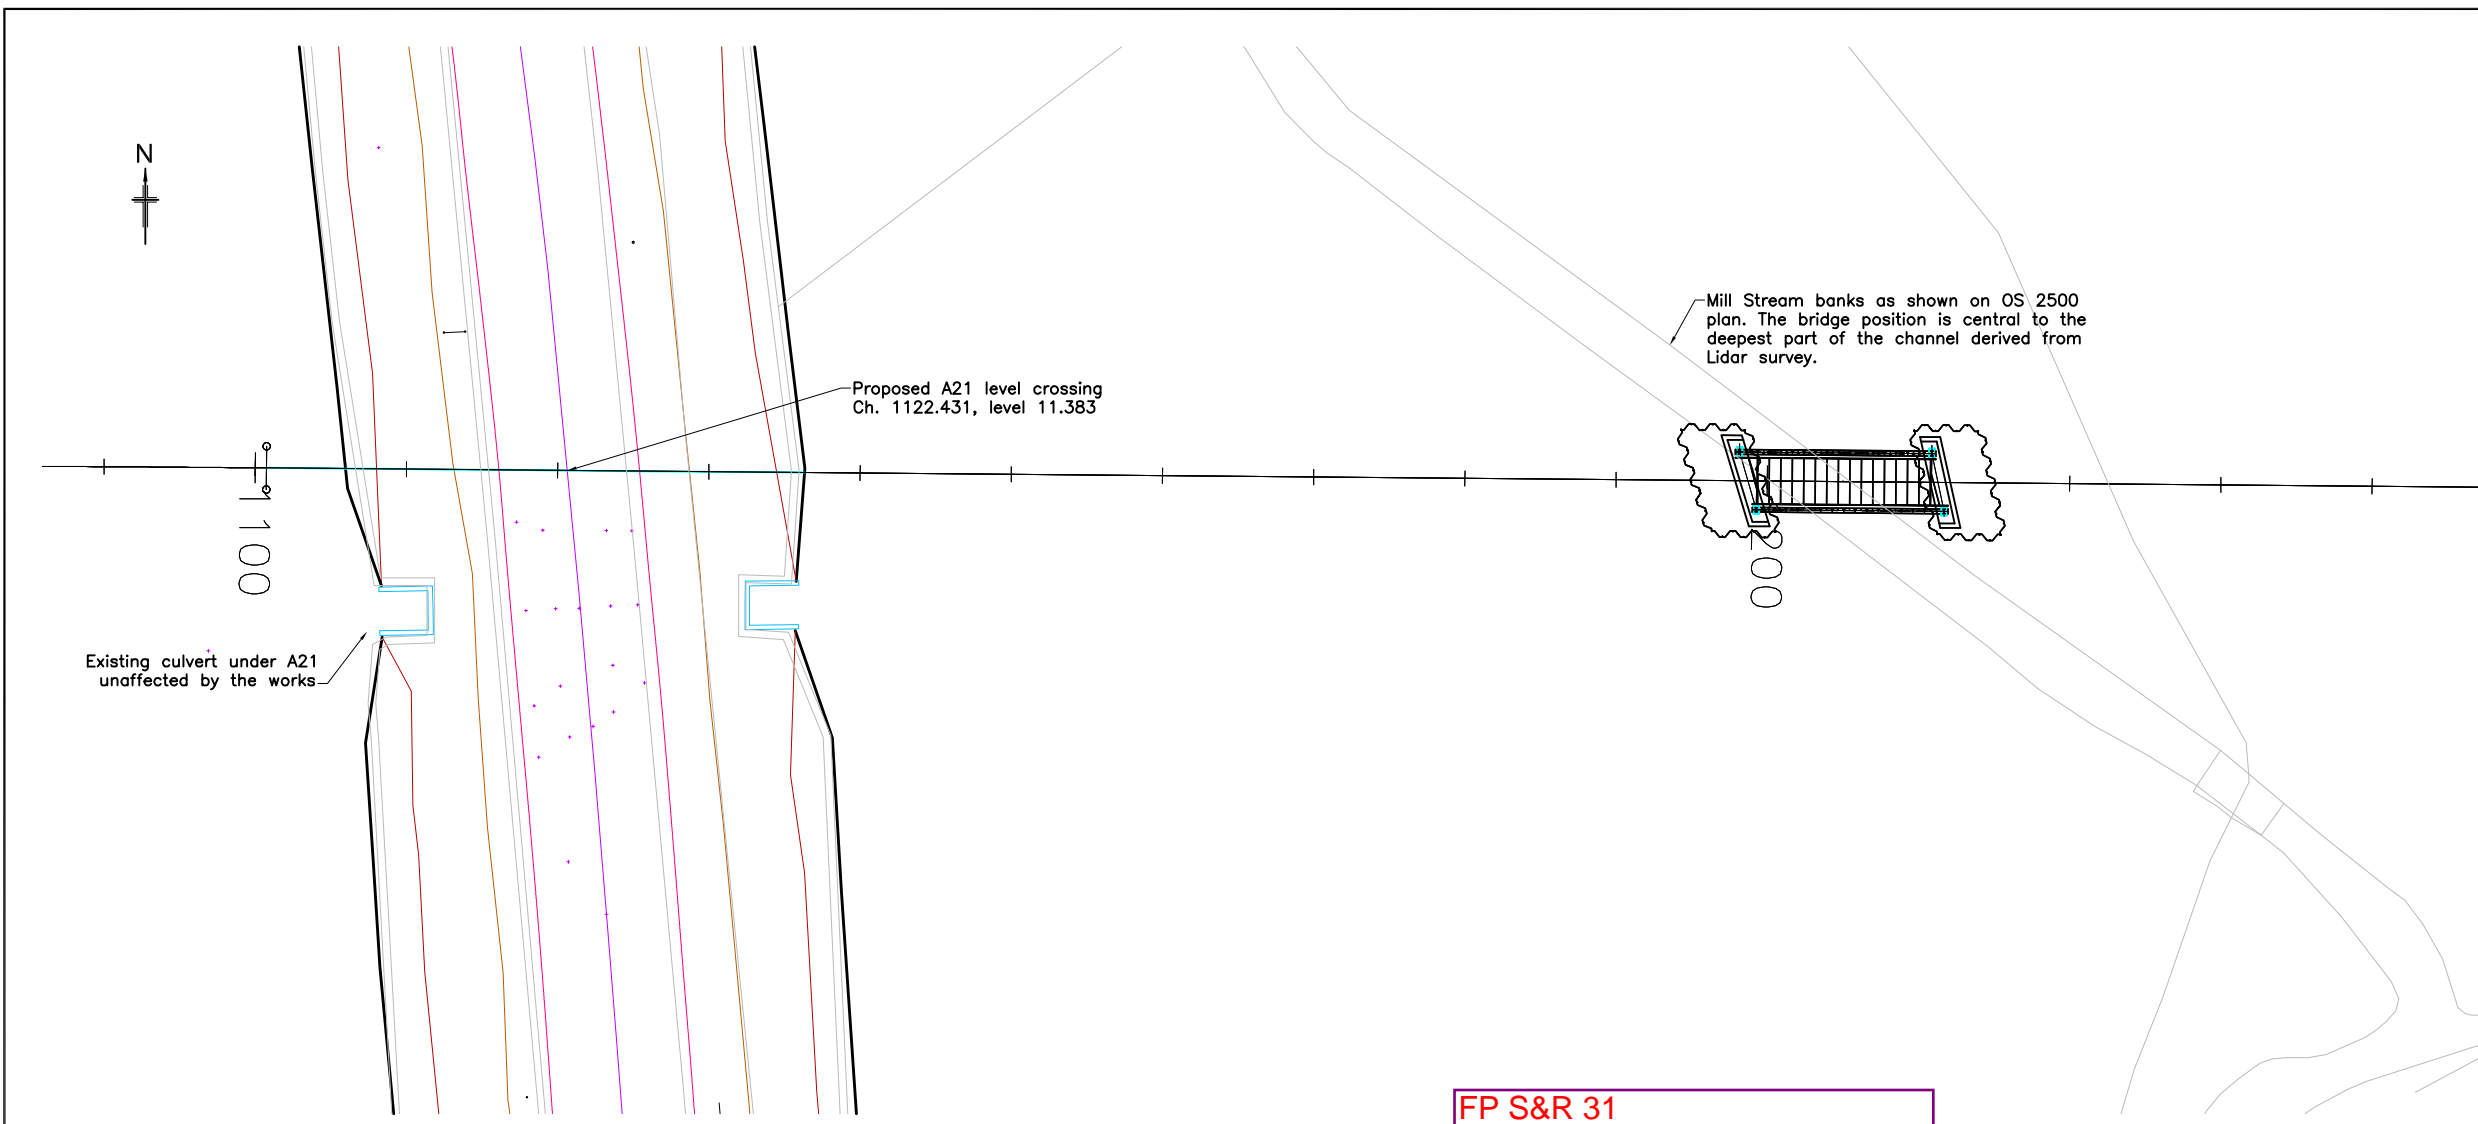 N
Mill Stream banks as shown on OS 2500
plan. The bridge position is central to the
deepest part of the channel derived from
Lidar survey.
Proposed A21 level crossing
Ch. 1122.431, level 11.383
1100
1200
Existing culvert under A21
unaffected by the works
FP S&R 31